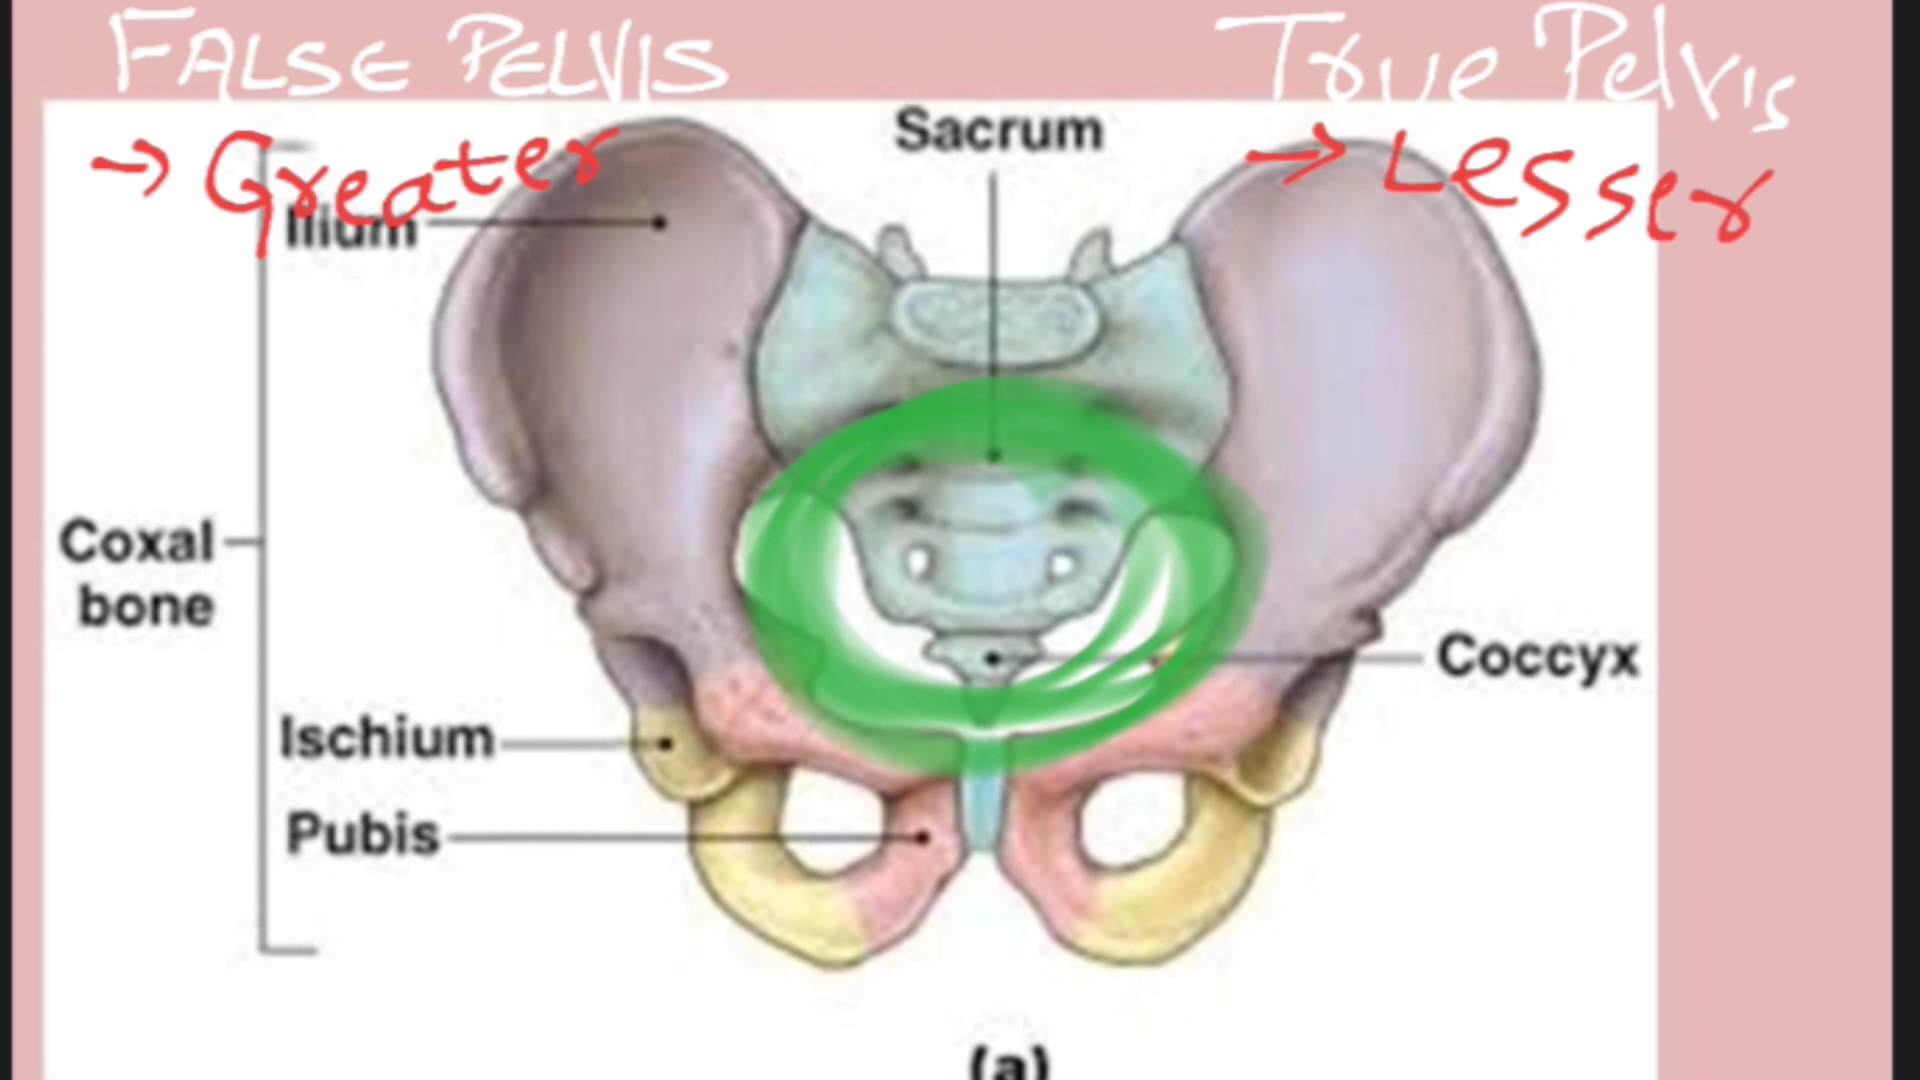 FALSE PELVIS
True Pelvis
→ Greater
→ Lesser
Sacrum
Ilium
Coxal
bone
Coccyx
Ischium
Pubis
(a)